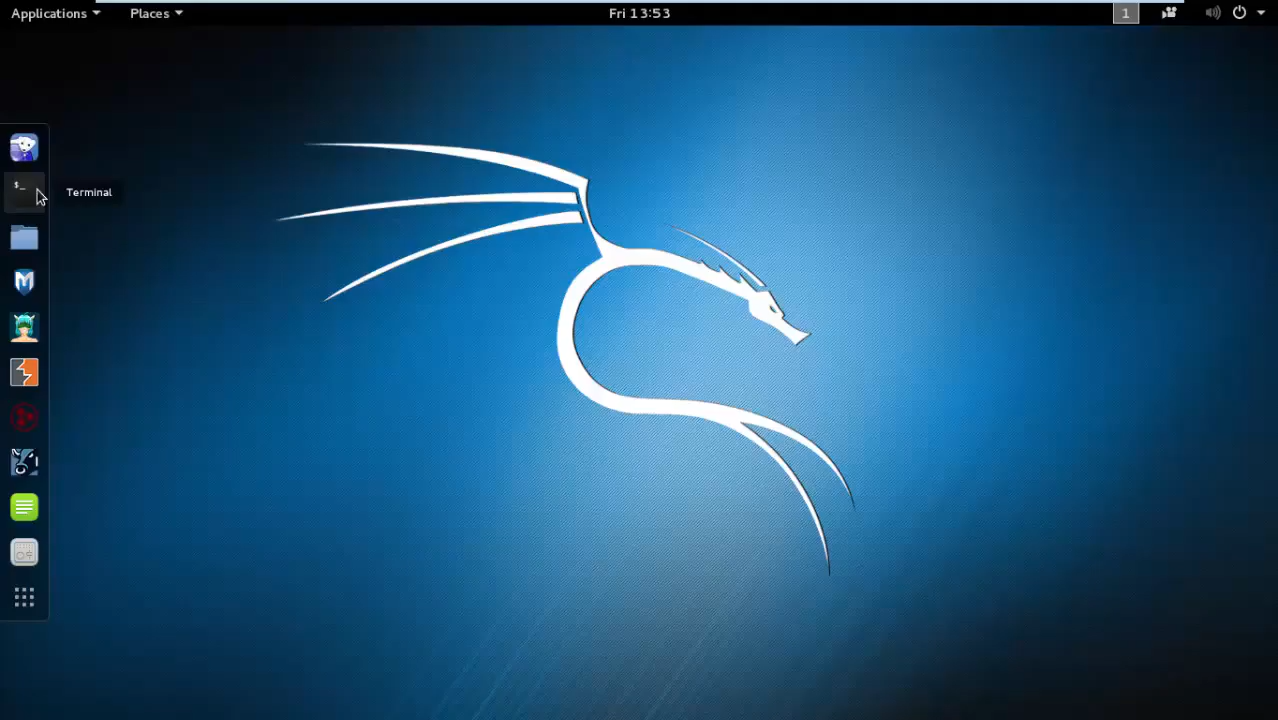 Applications Places Fri 13:53 1
$_ Terminal